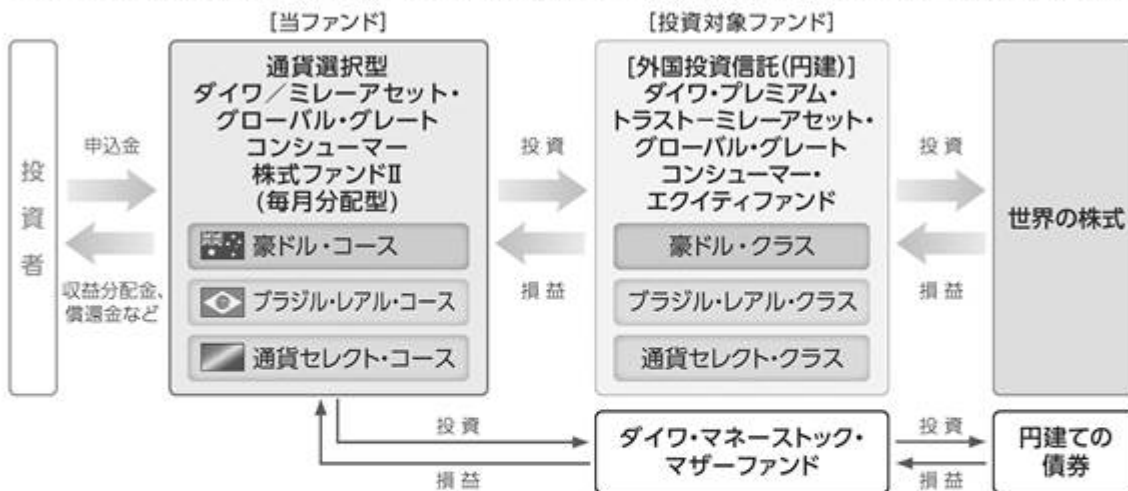 [当ファンド]
[投資対象ファンド]
投資者
申込金
収益分配金、
償還金など
通貨選択型
ダイワ／ミレーアセット・
グローバル・グレート
コンシューマー
株式ファンドⅡ
(毎月分配型)
豪ドル・コース
ブラジル・レアル・コース
通貨セレクト・コース
投資
損益
[外国投資信託(円建)]
ダイワ・プレミアム・
トラスト－ミレーアセット・
グローバル・グレート
コンシューマー・
エクイティファンド
豪ドル・クラス
ブラジル・レアル・クラス
通貨セレクト・クラス
投資
損益
世界の株式
投資
損益
ダイワ・マネーストック・
マザーファンド
投資
損益
円建ての
債券